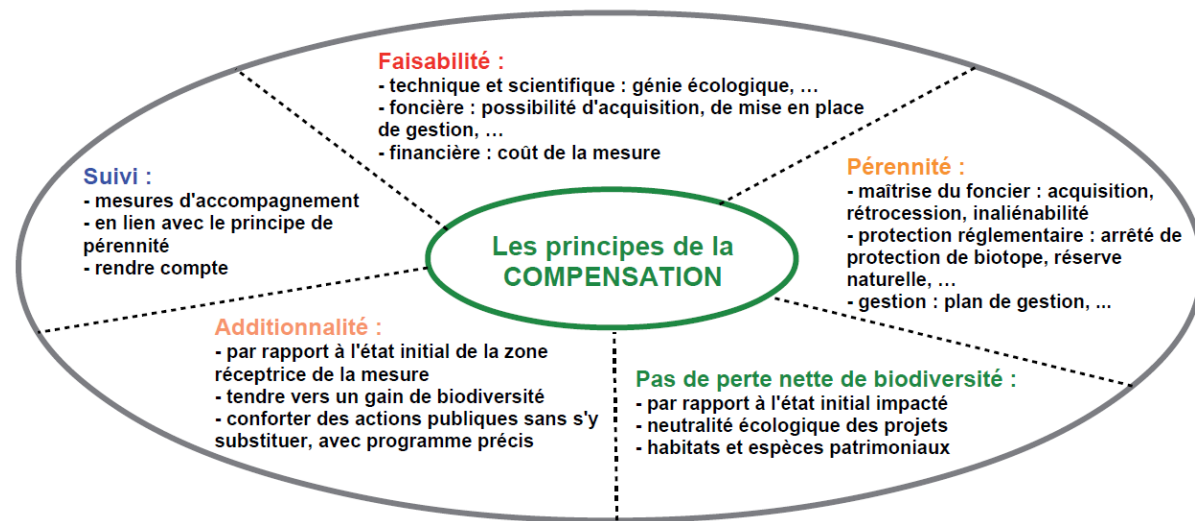 Faisabilité :
- technique et scientifique : génie écologique, ...
- foncière : possibilité d'acquisition, de mise en place
de gestion, ...
- financière : coût de la mesure
Suivi :
- mesures d'accompagnement
- en lien avec le principe de
pérennité
- rendre compte
Les principes de la
COMPENSATION
Pérennité :
- maîtrise du foncier : acquisition,
rétrocession, inaliénabilité
- protection réglementaire : arrêté de
protection de biotope, réserve
naturelle, ...
- gestion : plan de gestion, ...
Additionnalité :
- par rapport à l'état initial de la zone
réceptrice de la mesure
- tendre vers un gain de biodiversité
- conforter des actions publiques sans s'y
substituer, avec programme précis
Pas de perte nette de biodiversité :
- par rapport à l'état initial impacté
- neutralité écologique des projets
- habitats et espèces patrimoniaux